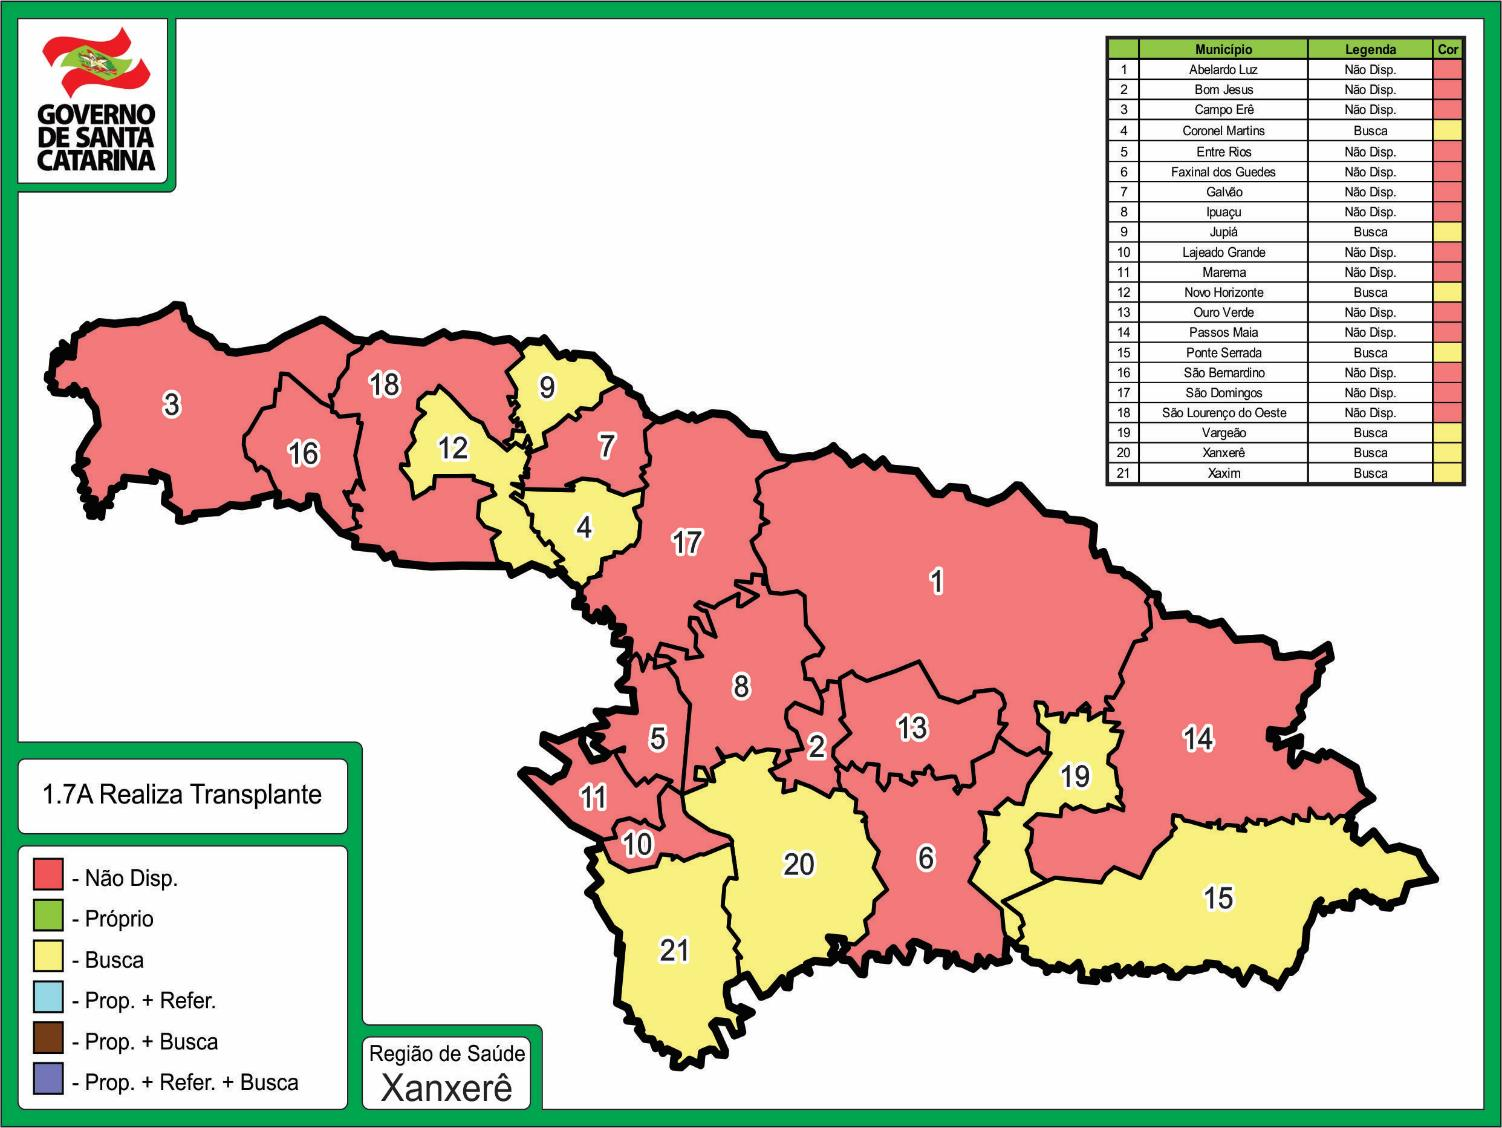 GOVERNO
DE SANTA
CATARINA
Município Legenda Cor
1 Abelardo Luz Não Disp.
2 Bom Jesus Não Disp.
3 Campo Erê Não Disp.
4 Coronel Martins Busca
5 Entre Rios Não Disp.
6 Faxinal dos Guedes Não Disp.
7 Galvão Não Disp.
8 Ipuaçu Não Disp.
9 Jupiá Busca
10 Lajeado Grande Não Disp.
11 Marema Não Disp.
12 Novo Horizonte Busca
13 Ouro Verde Não Disp.
14 Passos Maia Não Disp.
15 Ponte Serrada Busca
16 São Bernardino Não Disp.
17 São Domingos Não Disp.
18 São Lourenço do Oeste Não Disp.
19 Vargeão Busca
20 Xanxerê Busca
21 Xaxim Busca
3
16
18
12
9
7
4
17
1
8
5
2
13
14
19
11
10
20
6
15
21
1.7A Realiza Transplante
- Não Disp.
- Próprio
- Busca
- Prop. + Refer.
- Prop. + Busca
- Prop. + Refer. + Busca
Região de Saúde
Xanxerê